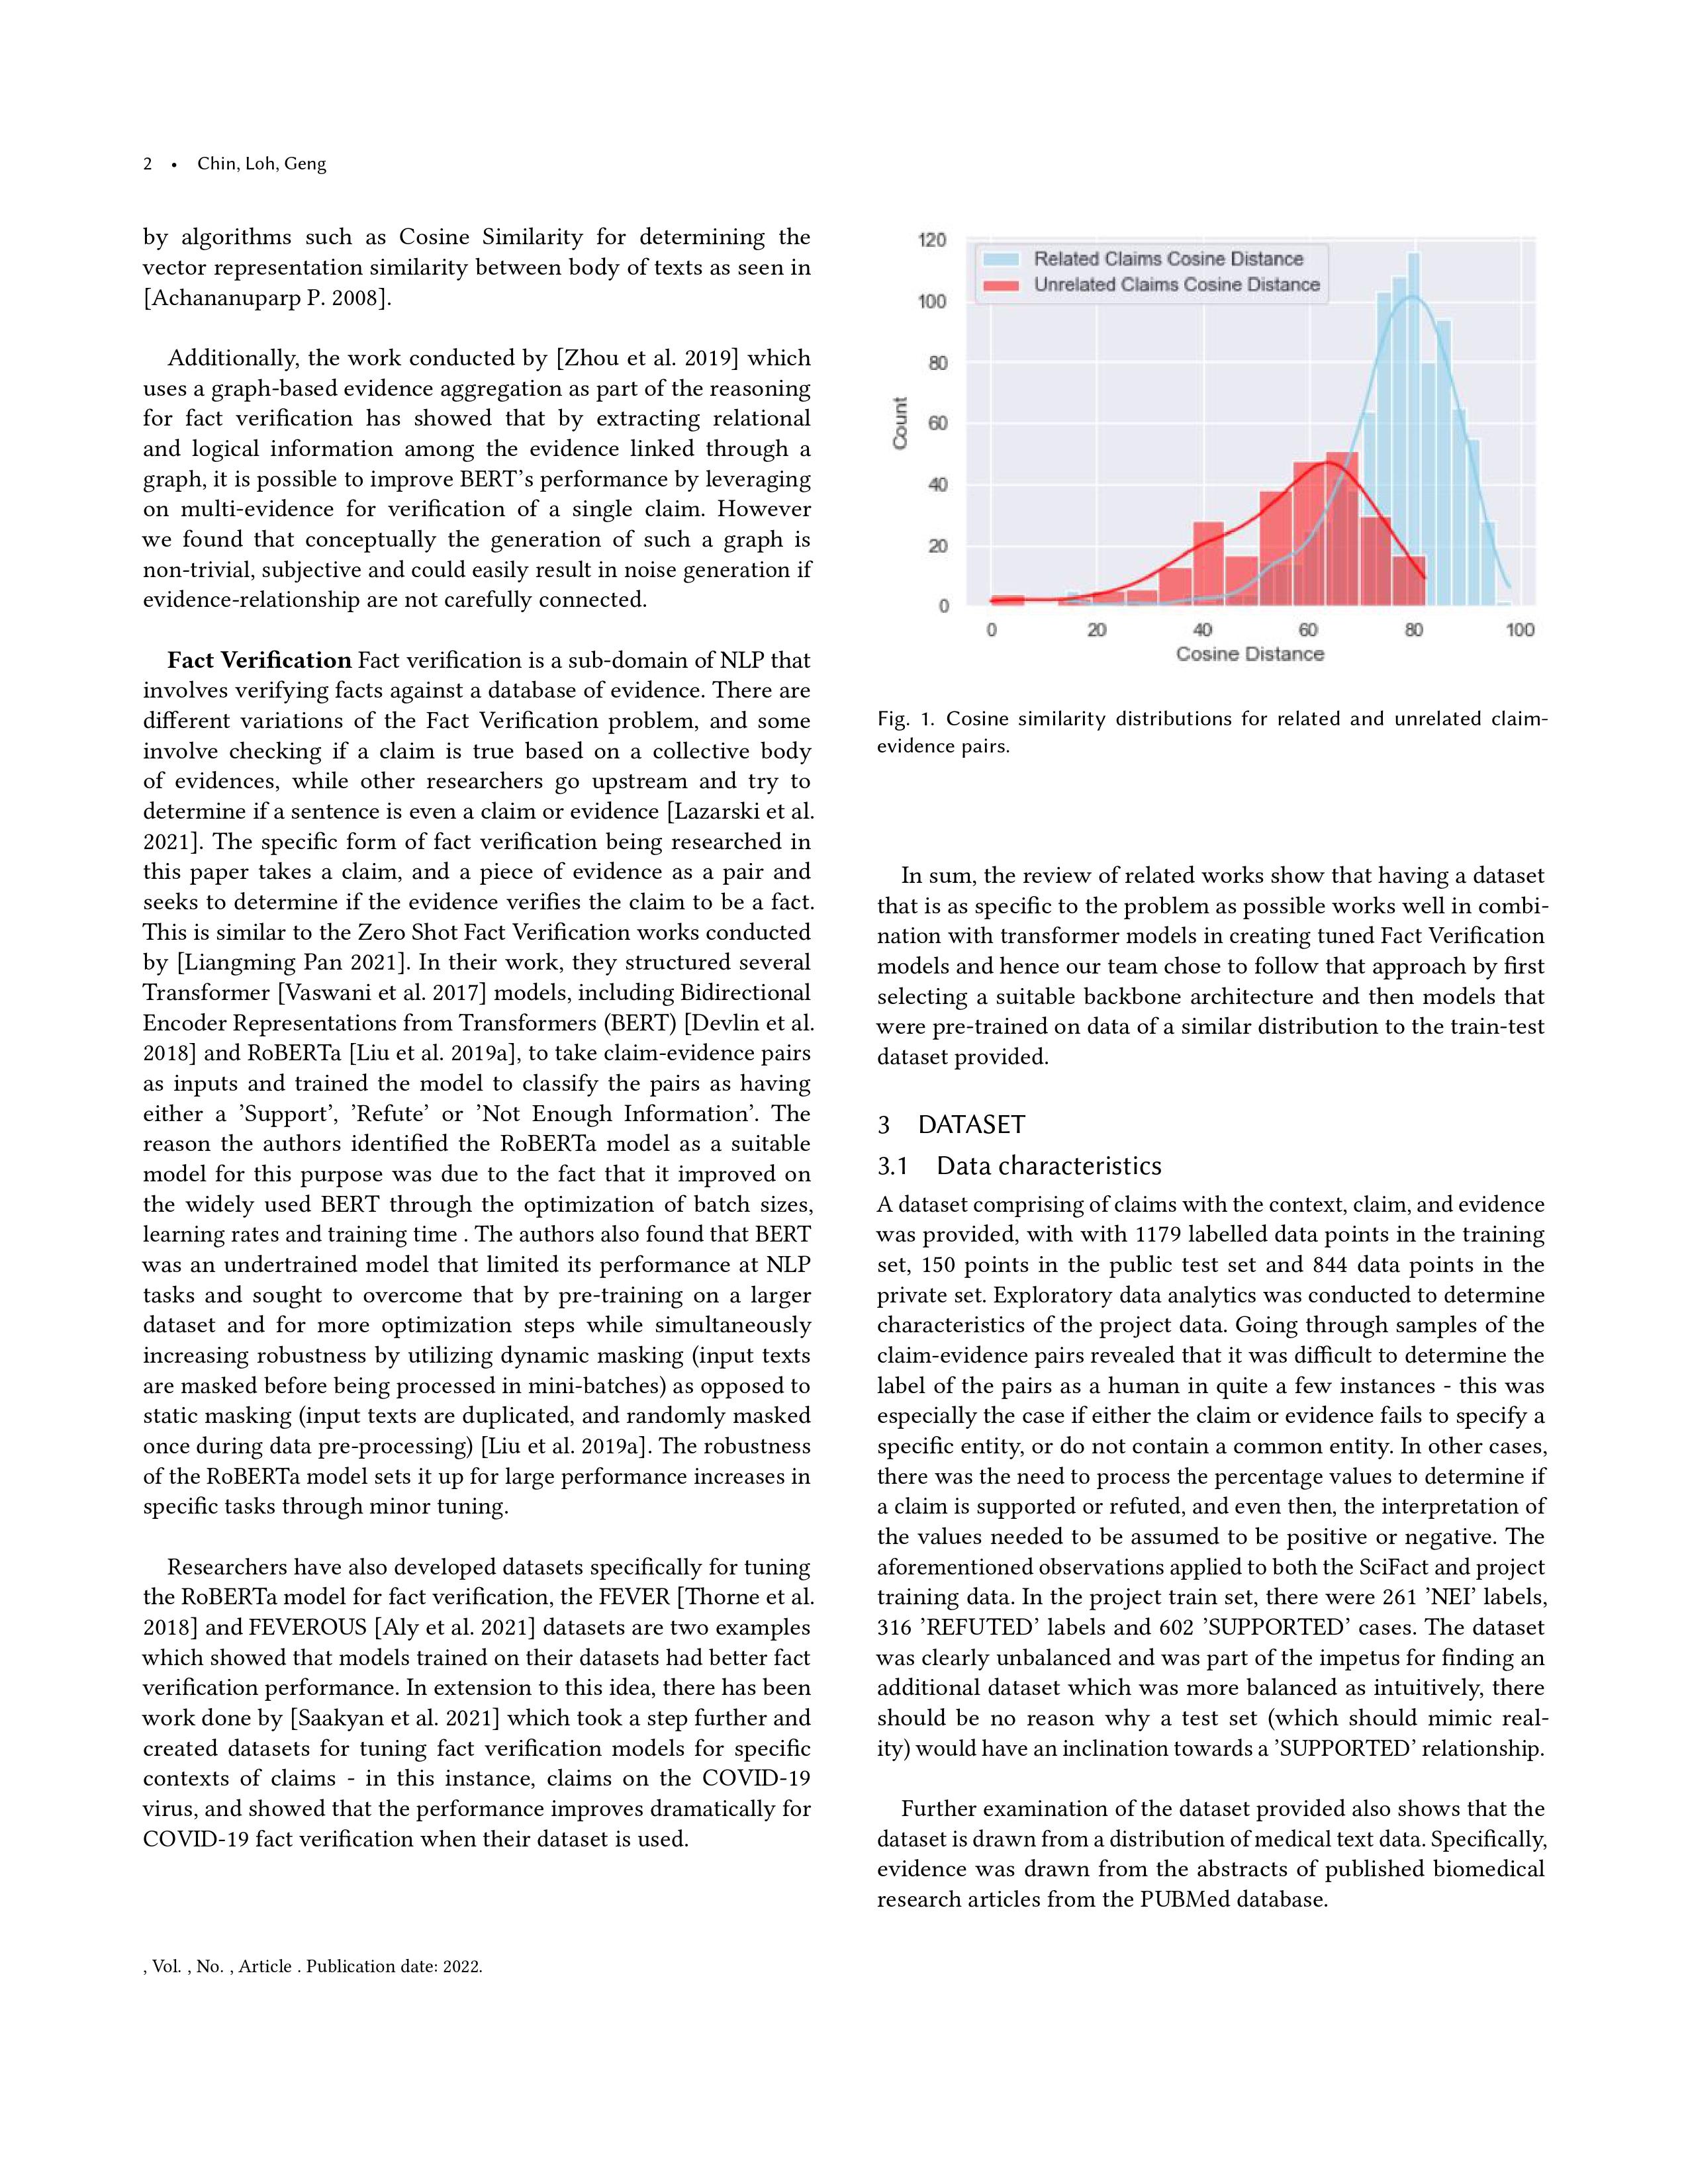 2 • Chin, Loh, Geng
by algorithms such as Cosine Similarity for determining the
vector representation similarity between body of texts as seen in
[Achananuparp P. 2008].
Additionally, the work conducted by [Zhou et al. 2019] which
uses a graph-based evidence aggregation as part of the reasoning
for fact verification has showed that by extracting relational
and logical information among the evidence linked through a
graph, it is possible to improve BERT's performance by leveraging
on multi-evidence for verification of a single claim. However
we found that conceptually the generation of such a graph is
non-trivial, subjective and could easily result in noise generation if
evidence-relationship are not carefully connected.
Fact Verification Fact verification is a sub-domain of NLP that
involves verifying facts against a database of evidence. There are
different variations of the Fact Verification problem, and some
involve checking if a claim is true based on a collective body
of evidences, while other researchers go upstream and try to
determine if a sentence is even a claim or evidence [Lazarski et al.
2021]. The specific form of fact verification being researched in
this paper takes a claim, and a piece of evidence as a pair and
seeks to determine if the evidence verifies the claim to be a fact.
This is similar to the Zero Shot Fact Verification works conducted
by [Liangming Pan 2021]. In their work, they structured several
Transformer [Vaswani et al. 2017] models, including Bidirectional
Encoder Representations from Transformers (BERT) [Devlin et al.
2018] and RoBERTa [Liu et al. 2019a], to take claim-evidence pairs
as inputs and trained the model to classify the pairs as having
either a 'Support', 'Refute' or 'Not Enough Information'. The
reason the authors identified the RoBERTa model as a suitable
model for this purpose was due to the fact that it improved on
the widely used BERT through the optimization of batch sizes,
learning rates and training time . The authors also found that BERT
was an undertrained model that limited its performance at NLP
tasks and sought to overcome that by pre-training on a larger
dataset and for more optimization steps while simultaneously
increasing robustness by utilizing dynamic masking (input texts
are masked before being processed in mini-batches) as opposed to
static masking (input texts are duplicated, and randomly masked
once during data pre-processing) [Liu et al. 2019a]. The robustness
of the RoBERTa model sets it up for large performance increases in
specific tasks through minor tuning.
Researchers have also developed datasets specifically for tuning
the RoBERTa model for fact verification, the FEVER [Thorne et al.
2018] and FEVEROUS [Aly et al. 2021] datasets are two examples
which showed that models trained on their datasets had better fact
verification performance. In extension to this idea, there has been
work done by [Saakyan et al. 2021] which took a step further and
created datasets for tuning fact verification models for specific
contexts of claims - in this instance, claims on the COVID-19
virus, and showed that the performance improves dramatically for
COVID-19 fact verification when their dataset is used.
120
100
80
60
40
20
0
Count
Related Claims Cosine Distance
Unrelated Claims Cosine Distance
0 20 40 60 80 100
Cosine Distance
Fig. 1. Cosine similarity distributions for related and unrelated claim-
evidence pairs.
In sum, the review of related works show that having a dataset
that is as specific to the problem as possible works well in combi-
nation with transformer models in creating tuned Fact Verification
models and hence our team chose to follow that approach by first
selecting a suitable backbone architecture and then models that
were pre-trained on data of a similar distribution to the train-test
dataset provided.
3 DATASET
3.1 Data characteristics
A dataset comprising of claims with the context, claim, and evidence
was provided, with with 1179 labelled data points in the training
set, 150 points in the public test set and 844 data points in the
private set. Exploratory data analytics was conducted to determine
characteristics of the project data. Going through samples of the
claim-evidence pairs revealed that it was difficult to determine the
label of the pairs as a human in quite a few instances - this was
especially the case if either the claim or evidence fails to specify a
specific entity, or do not contain a common entity. In other cases,
there was the need to process the percentage values to determine if
a claim is supported or refuted, and even then, the interpretation of
the values needed to be assumed to be positive or negative. The
aforementioned observations applied to both the SciFact and project
training data. In the project train set, there were 261 'NEI' labels,
316 'REFUTED' labels and 602 'SUPPORTED' cases. The dataset
was clearly unbalanced and was part of the impetus for finding an
additional dataset which was more balanced as intuitively, there
should be no reason why a test set (which should mimic real-
ity) would have an inclination towards a 'SUPPORTED' relationship.
Further examination of the dataset provided also shows that the
dataset is drawn from a distribution of medical text data. Specifically,
evidence was drawn from the abstracts of published biomedical
research articles from the PUBMed database.
, Vol. , No. , Article . Publication date: 2022.